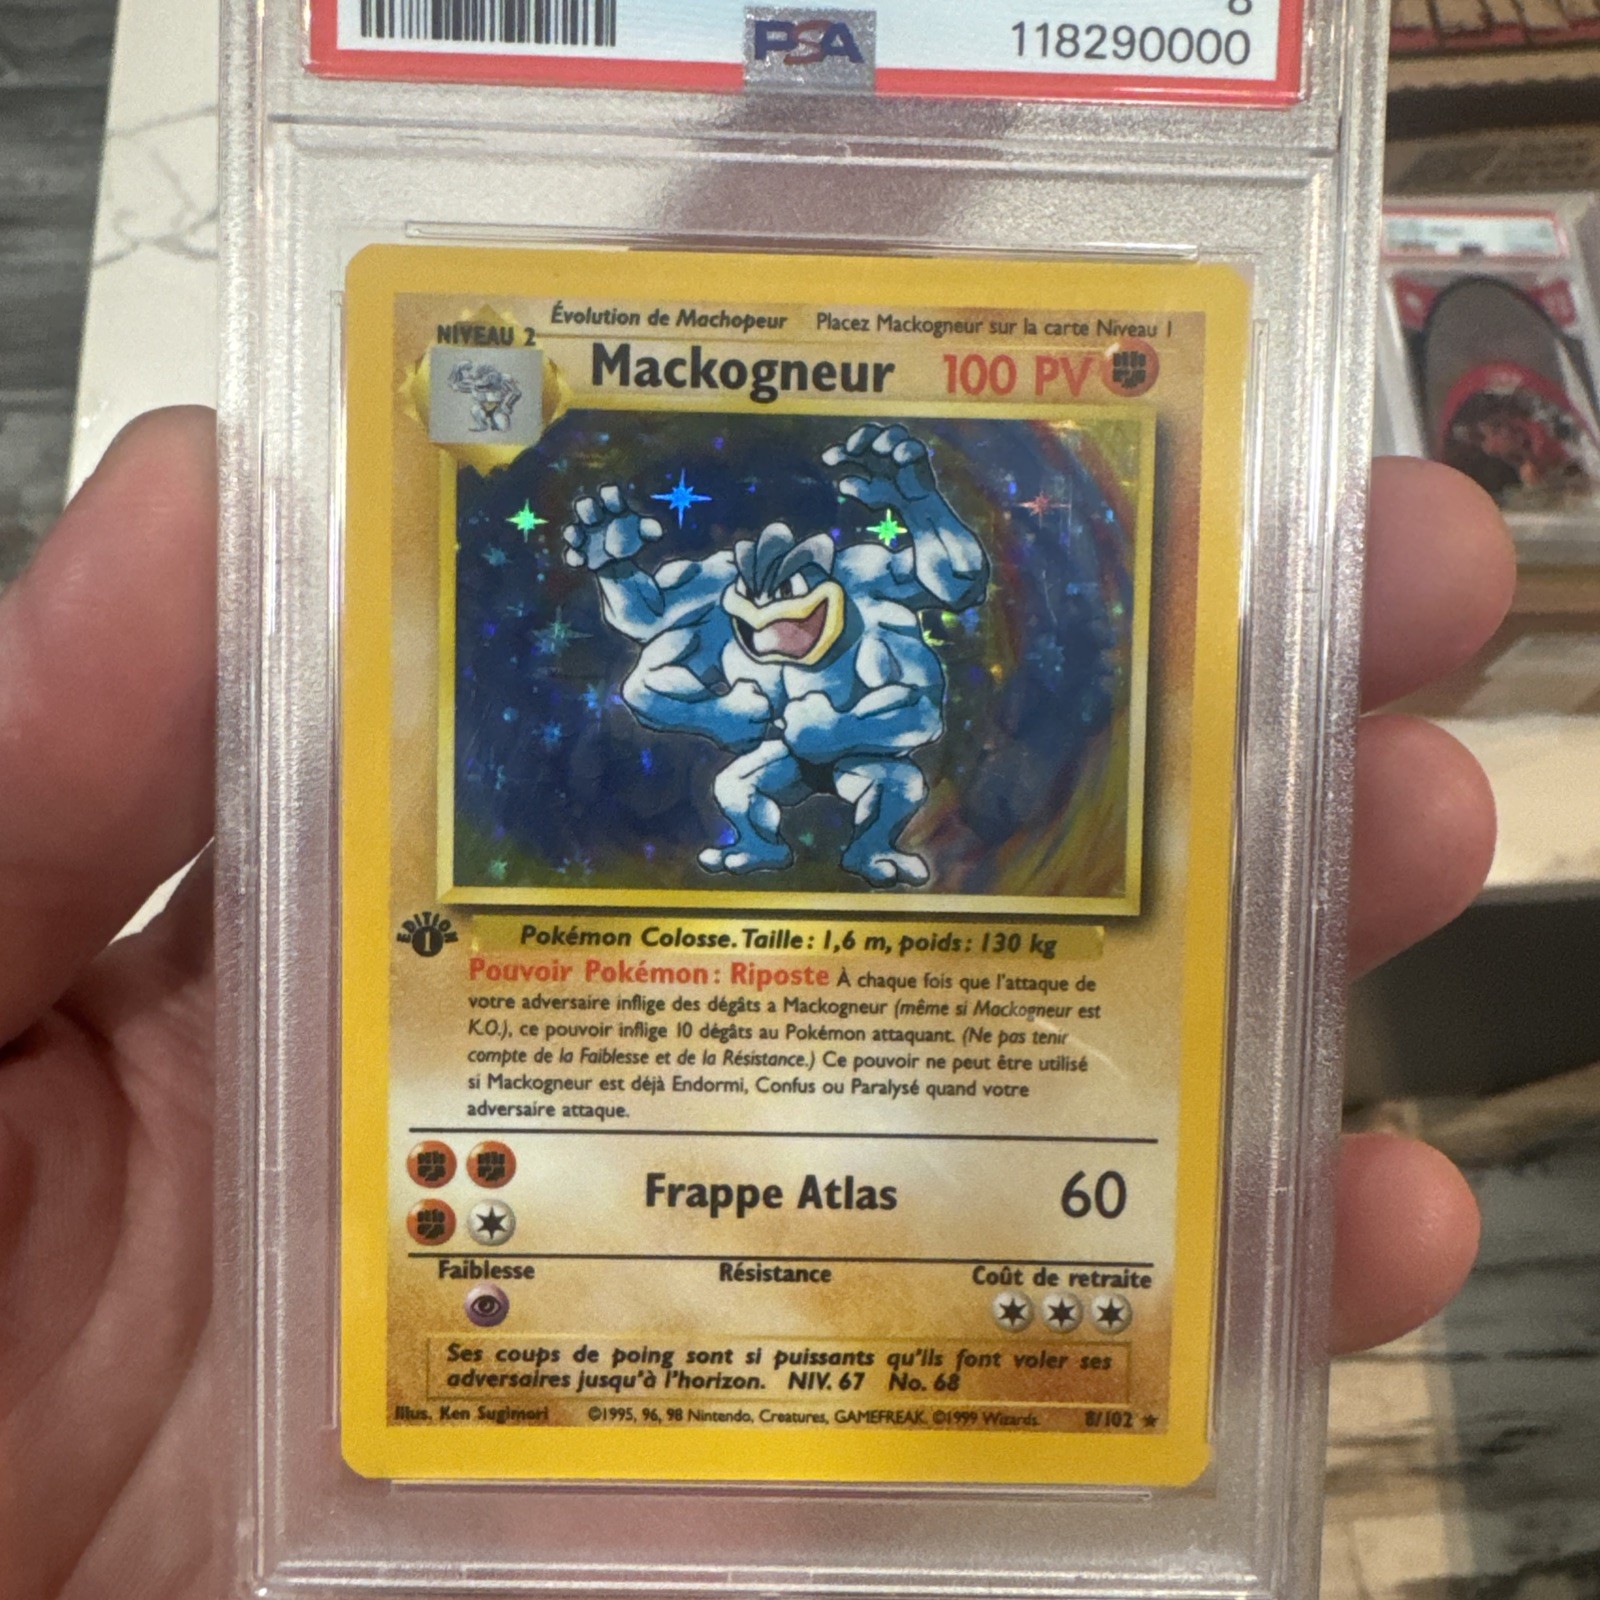 8
PSA
118290000
Évolution de Machopeur Placez Mackogneur sur la carte Niveau 1
NIVEAU 2
Mackogneur 100 PV
EDITION 1
Pokémon Colosse. Taille : 1,6 m, poids : 130 kg
Pouvoir Pokémon : Riposte À chaque fois que l'attaque de
votre adversaire inflige des dégâts a Mackogneur (même si Mackogneur est
K.O.), ce pouvoir inflige 10 dégâts au Pokémon attaquant. (Ne pas tenir
compte de la Faiblesse et de la Résistance.) Ce pouvoir ne peut être utilisé
si Mackogneur est déjà Endormi, Confus ou Paralysé quand votre
adversaire attaque.
Frappe Atlas 60
Faiblesse Résistance Coût de retraite
Ses coups de poing sont si puissants qu'ils font voler ses
adversaires jusqu'à l'horizon. NIV. 67 No. 68
Illus. Ken Sugimori ©1995, 96, 98 Nintendo, Creatures, GAMEFREAK. ©1999 Wizards. 8/102